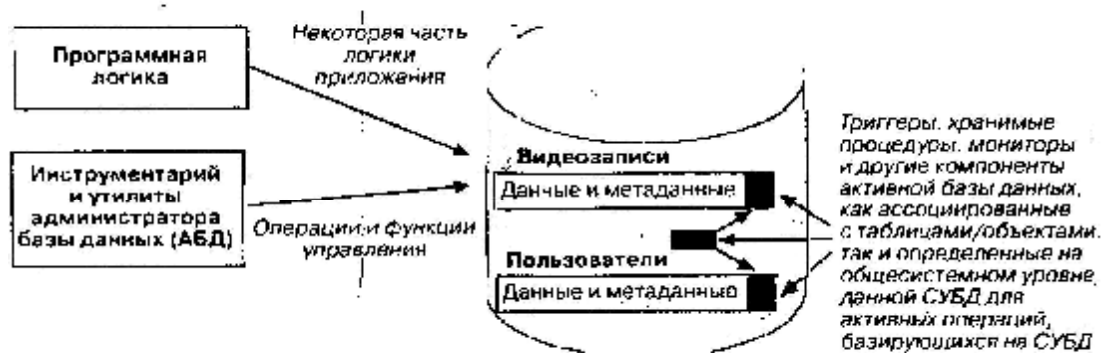 Программная
логика
Некоторая часть
логики
приложения
Инструментарий
и утилиты
администратора
базы данных (АБД)
Операции и функции
управления
Видеозаписи
Данные и метаданные
Пользователи
Данные и метаданные
Триггеры, хранимые
процедуры, мониторы
и другие компоненты
активной базы данных,
как ассоциированные
с таблицами/объектами,
так и определенные на
общесистемном уровне
данной СУБД для
активных операций,
базирующихся на СУБД